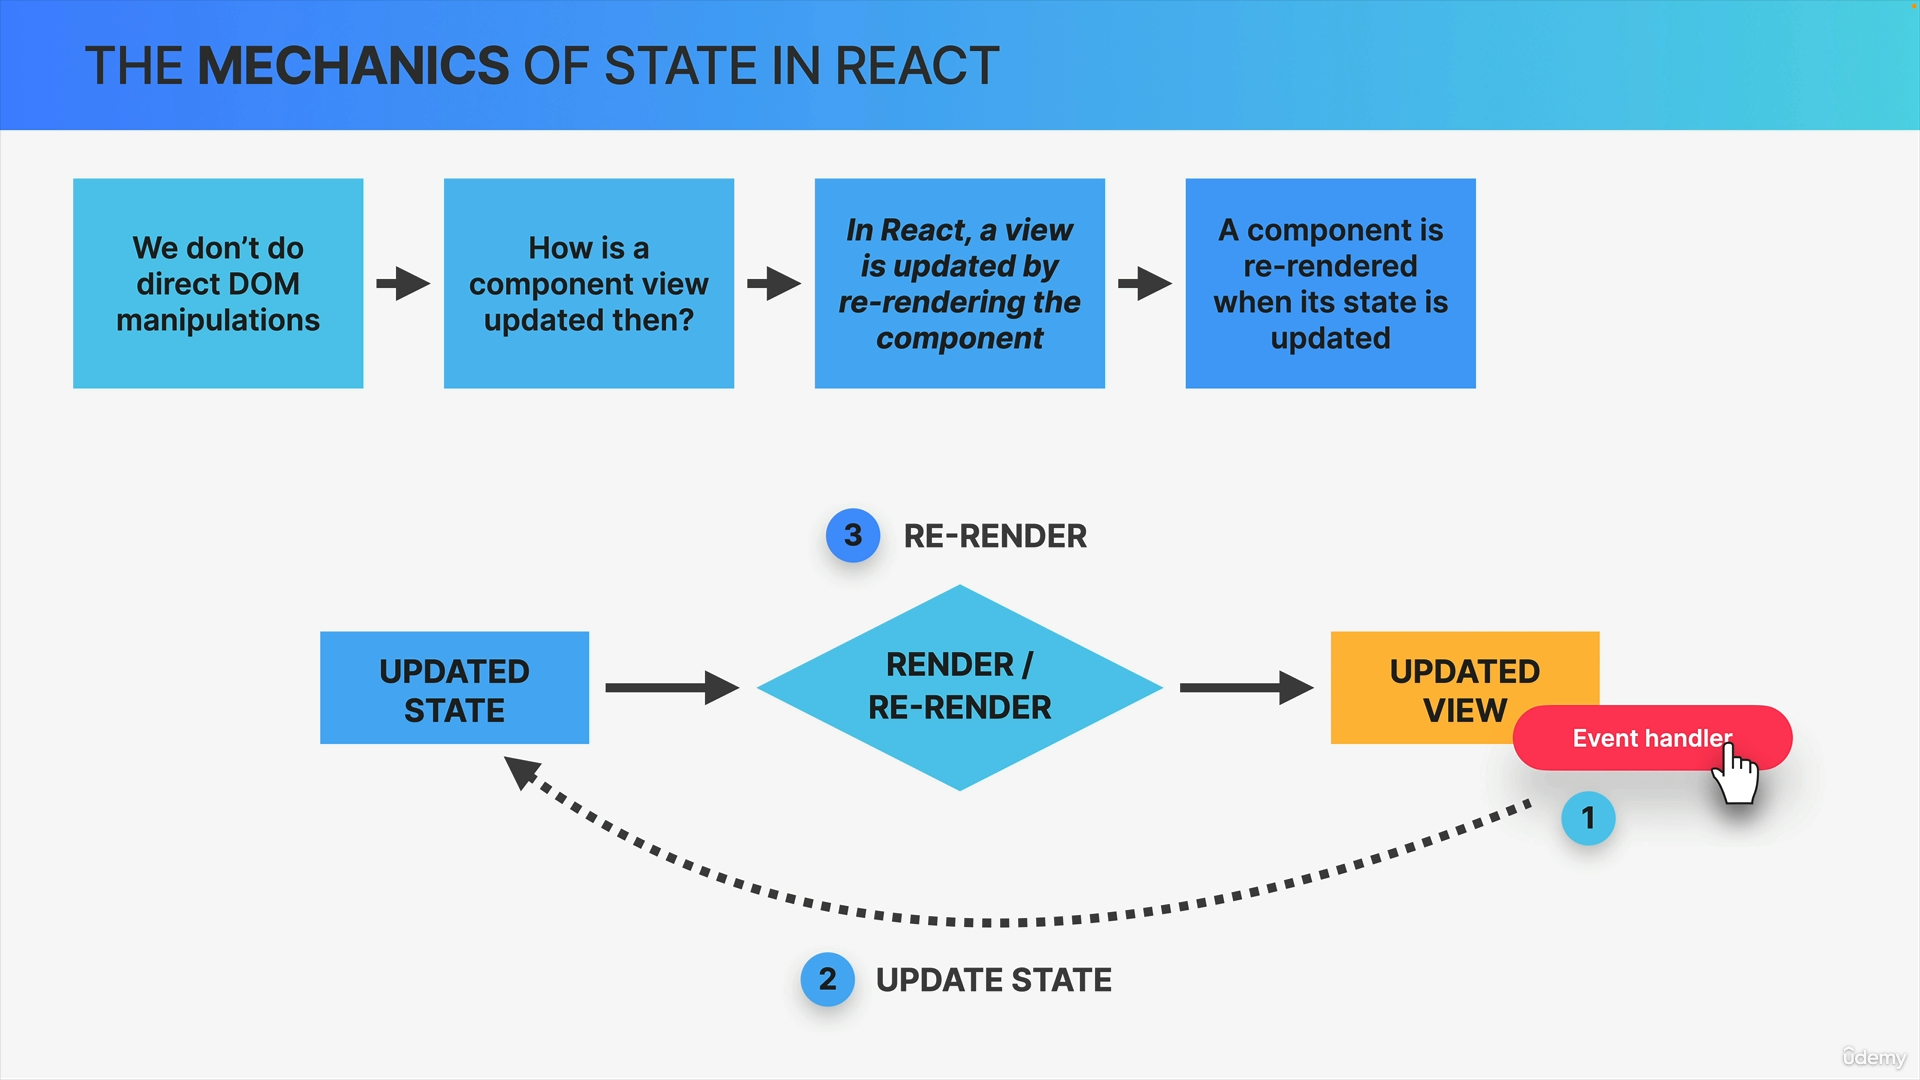 THE MECHANICS OF STATE IN REACT
We don’t do
direct DOM
manipulations
How is a
component view
updated then?
In React, a view
is updated by
re-rendering the
component
A component is
re-rendered
when its state is
updated
3 RE-RENDER
UPDATED
STATE
RENDER /
RE-RENDER
UPDATED
VIEW
Event handler
1
2 UPDATE STATE
ûdemy